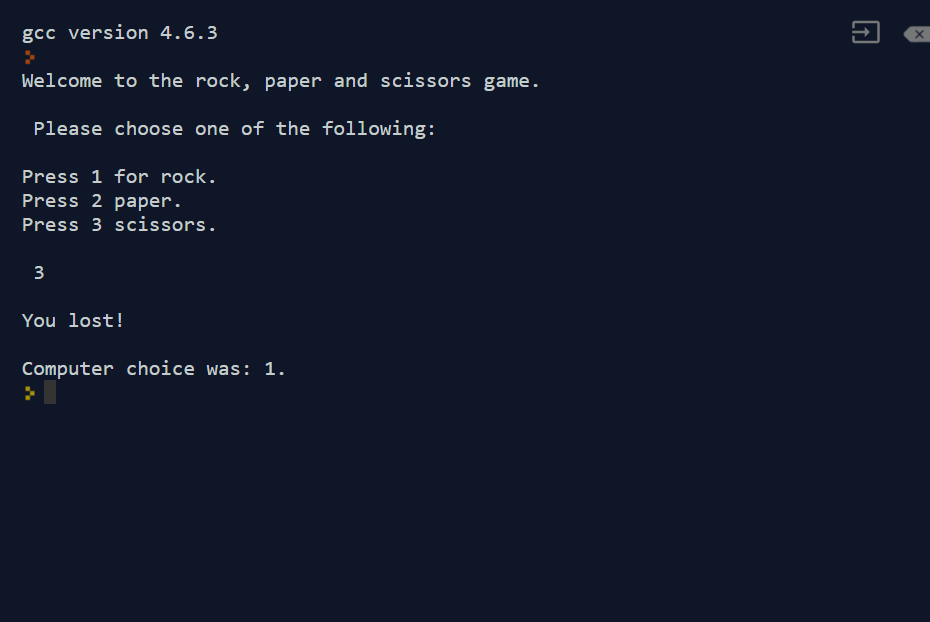 gcc version 4.6.3
Welcome to the rock, paper and scissors game.
Please choose one of the following:
Press 1 for rock.
Press 2 paper.
Press 3 scissors.
3
You lost!
Computer choice was: 1.